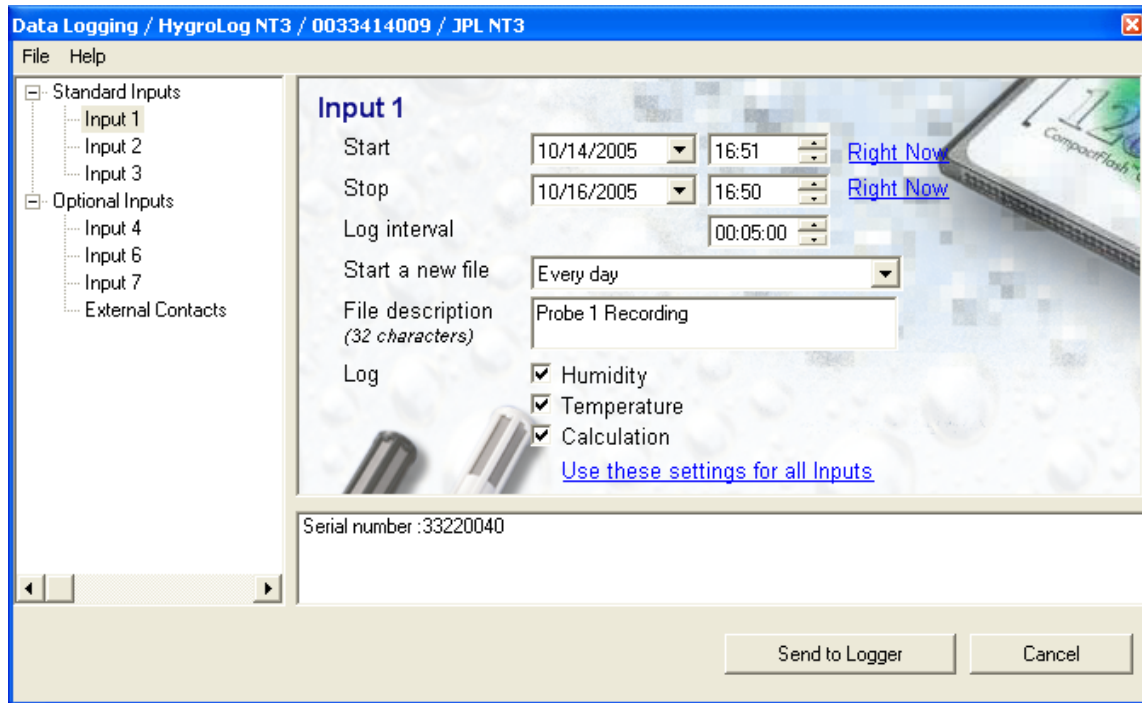 Data Logging / HygroLog NT3 / 0033414009 / JPL NT3
File Help
Standard Inputs
Input 1
Input 2
Input 3
Optional Inputs
Input 4
Input 6
Input 7
External Contacts
Input 1
Start 10/14/2005 16:51 Right Now
Stop 10/16/2005 16:50 Right Now
Log interval 00:05:00
Start a new file Every day
File description Probe 1 Recording
(32 characters)
Log Humidity
Temperature
Calculation
Use these settings for all Inputs
CompactFlash
Serial number :33220040
Send to Logger Cancel